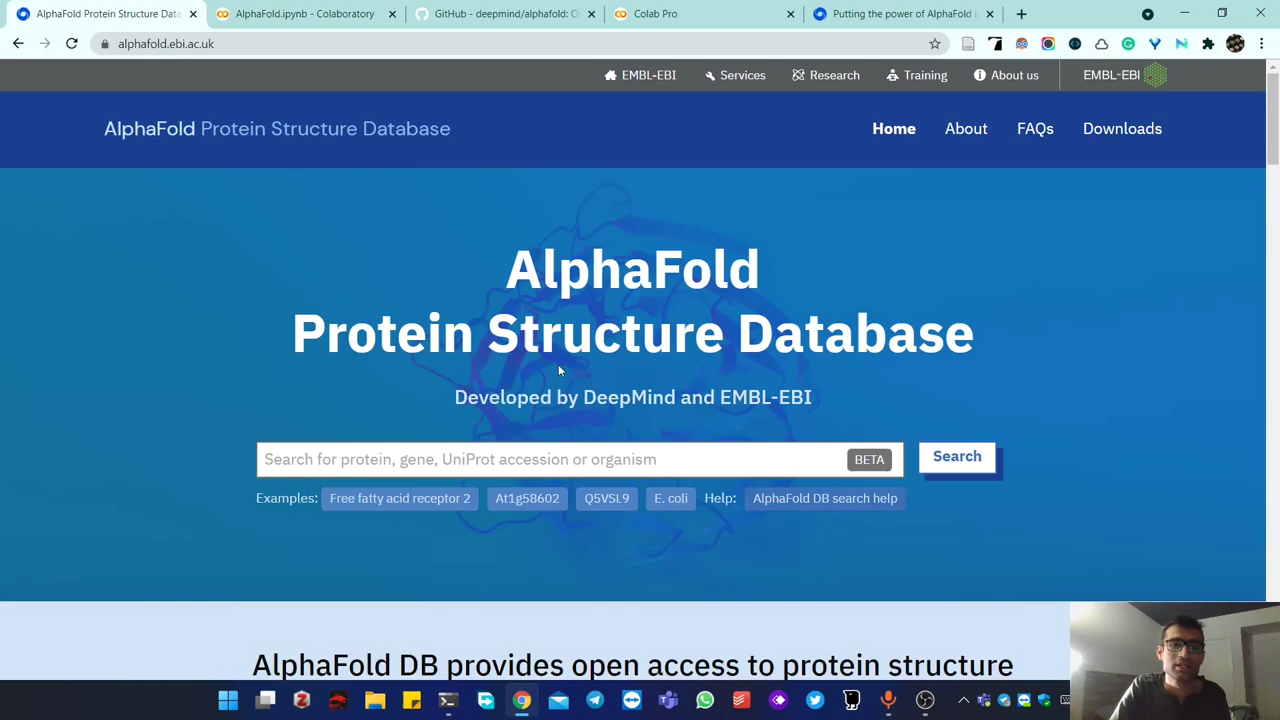 AlphaFold Protein Structure Data
AlphaFold.ipynb - Colaboratory
GitHub - deepmind/alphafold: Op
Colab Pro
Putting the power of AlphaFold i
alphafold.ebi.ac.uk
EMBL-EBI
Services
Research
Training
About us
EMBL-EBI
AlphaFold Protein Structure Database
Home
About
FAQs
Downloads
AlphaFold
Protein Structure Database
Developed by DeepMind and EMBL-EBI
Search for protein, gene, UniProt accession or organism
BETA
Search
Examples:
Free fatty acid receptor 2
At1g58602
Q5VSL9
E. coli
Help:
AlphaFold DB search help
AlphaFold DB provides open access to protein structure